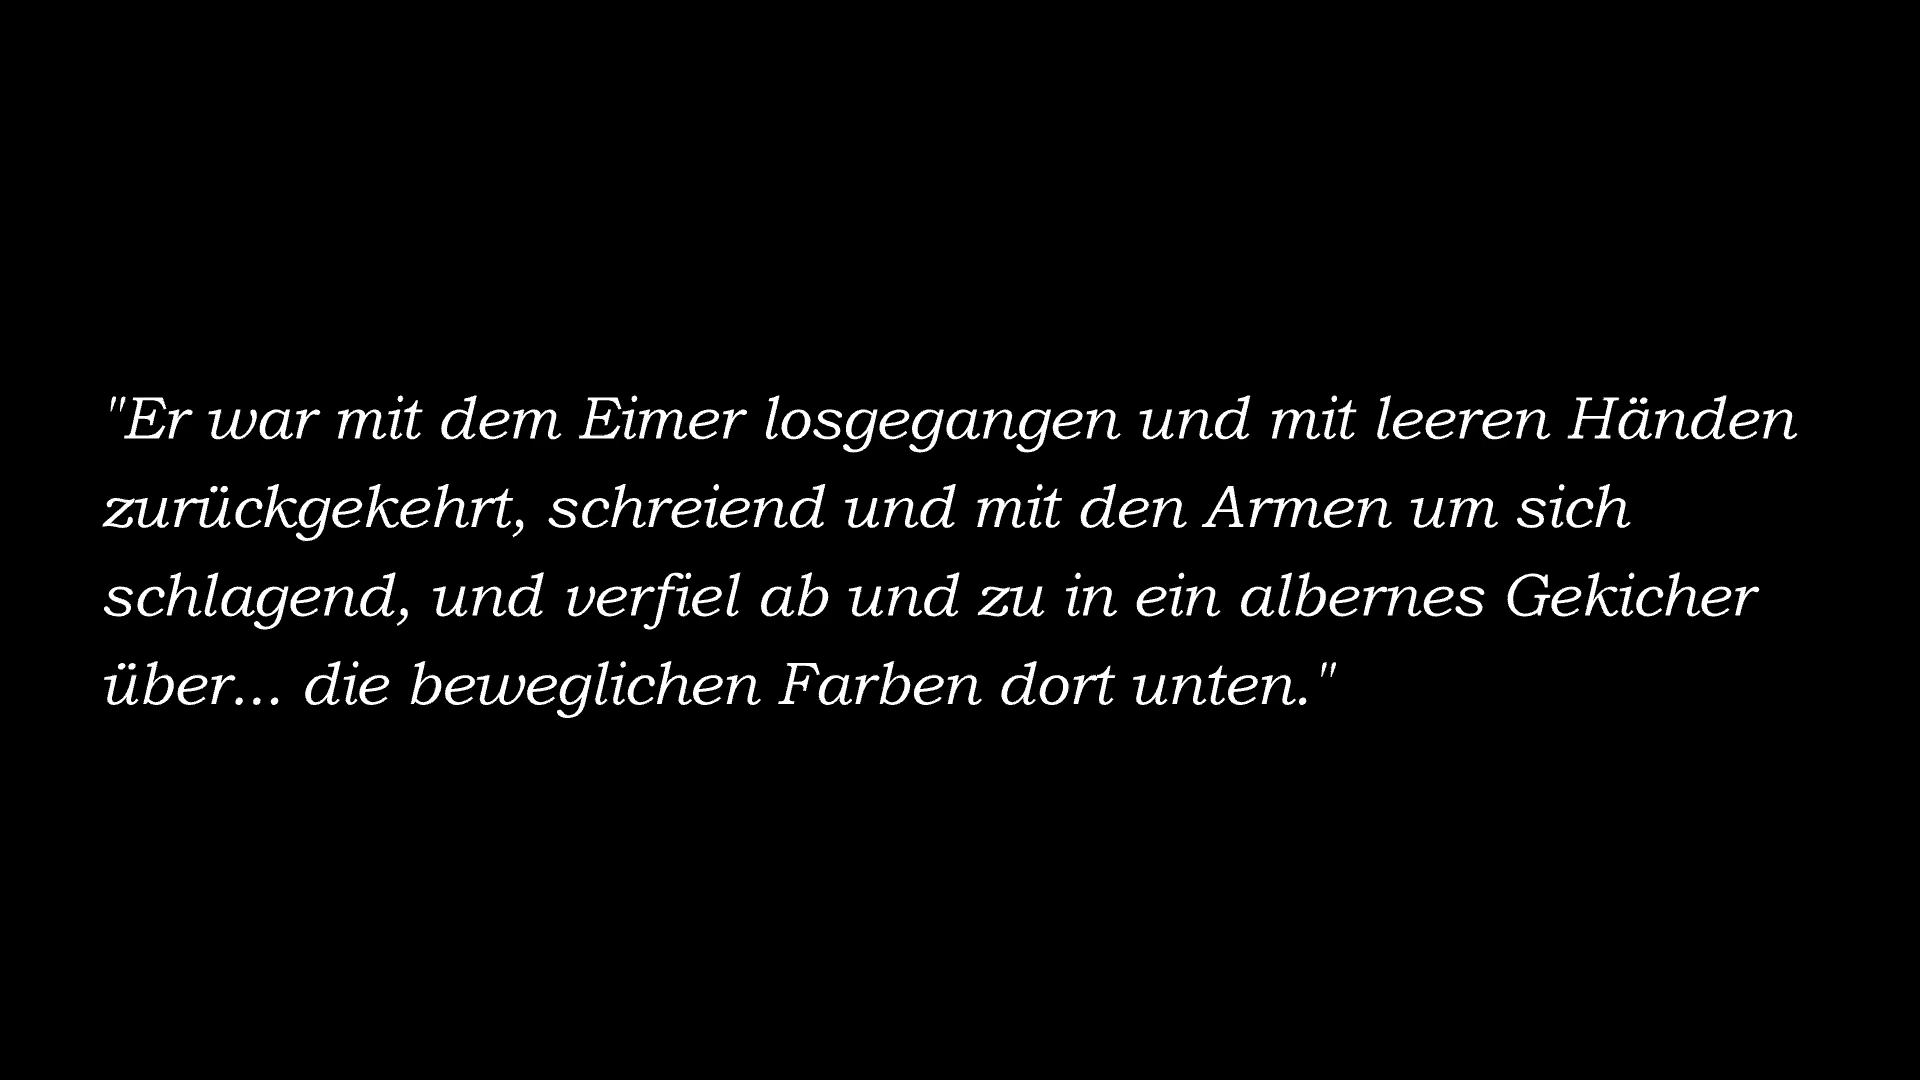 "Er war mit dem Eimer losgegangen und mit leeren Händen
zurückgekehrt, schreiend und mit den Armen um sich
schlagend, und verfiel ab und zu in ein albernes Gekicher
über... die beweglichen Farben dort unten."